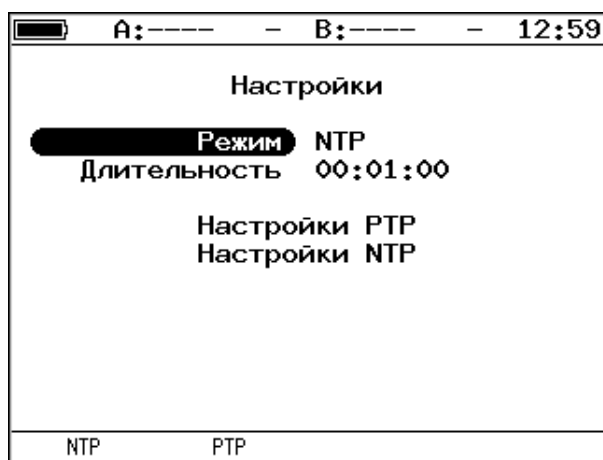 A:---- - B:---- - 12:59
Настройки
Режим NTP
Длительность 00:01:00
Настройки PTP
Настройки NTP
NTP PTP